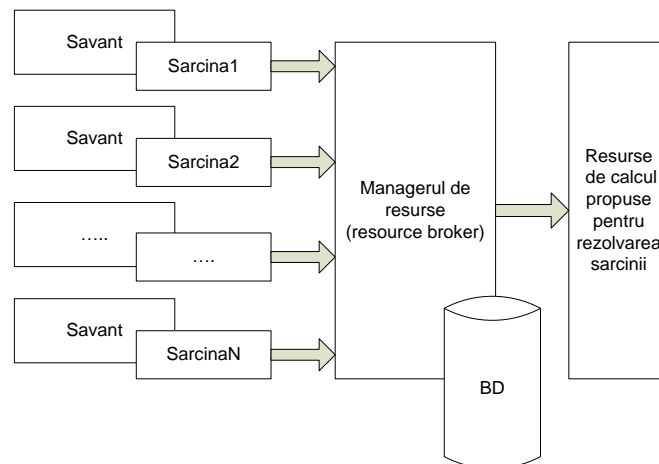 Savant
Sarcina1
Savant
Sarcina2
…..
….
Savant
SarcinaN
Managerul de
resurse
(resource broker)
BD
Resurse
de calcul
propuse
pentru
rezolvarea
sarcinii